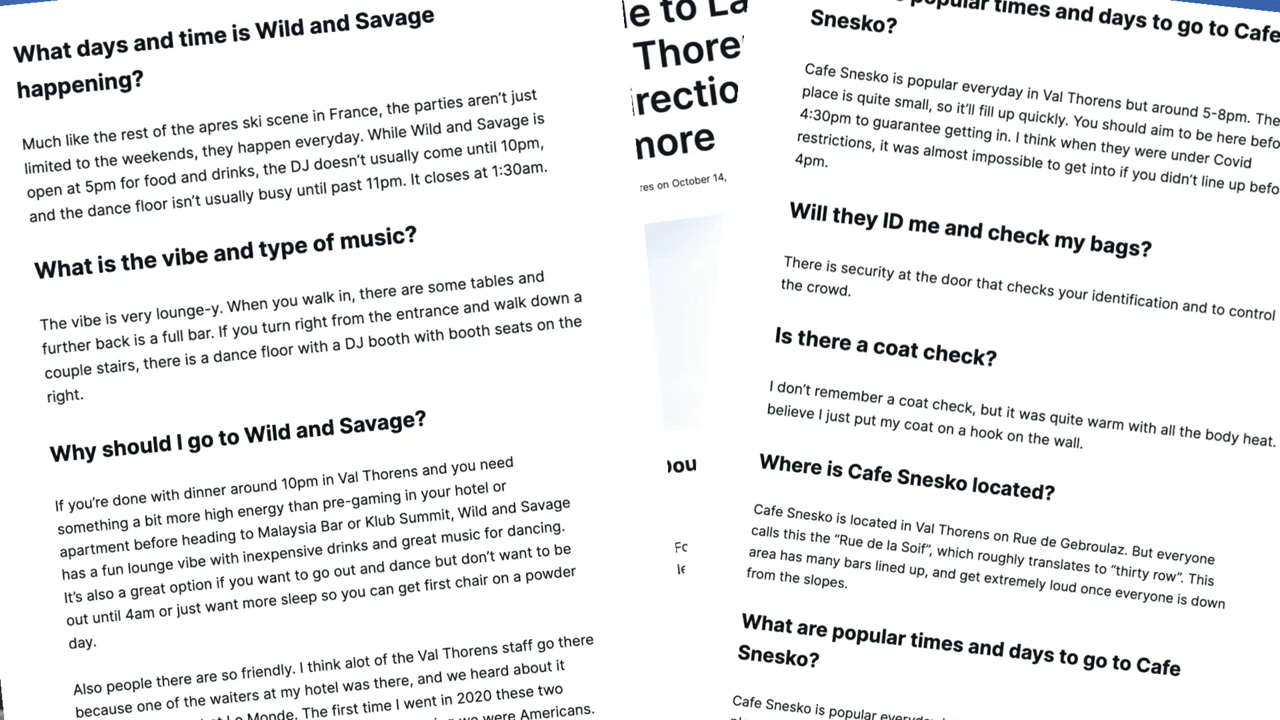 What days and time is Wild and Savage
happening?
Much like the rest of the apres ski scene in France, the parties aren't just
limited to the weekends, they happen everyday. While Wild and Savage is
open at 5pm for food and drinks, the DJ doesn't usually come until 10pm,
and the dance floor isn't usually busy until past 11pm. It closes at 1:30am.
What is the vibe and type of music?
The vibe is very lounge-y. When you walk in, there are some tables and
further back is a full bar. If you turn right from the entrance and walk down a
couple stairs, there is a dance floor with a DJ booth with booth seats on the
right.
Why should I go to Wild and Savage?
If you're done with dinner around 10pm in Val Thorens and you need
something a bit more high energy than pre-gaming in your hotel or
apartment before heading to Malaysia Bar or Klub Summit, Wild and Savage
has a fun lounge vibe with inexpensive drinks and great music for dancing.
It's also a great option if you want to go out and dance but don't want to be
out until 4am or just want more sleep so you can get first chair on a powder
day.
Also people there are so friendly. I think alot of the Val Thorens staff go there
because one of the waiters at my hotel was there, and we heard about it
Le Monde. The first time I went in 2020 these two
we were Americans.
le to La
Thore
rectio
more
res on October 14,
ou
Fo
popular times and days to go to Cafe
Snesko?
Cafe Snesko is popular everyday in Val Thorens but around 5-8pm. The
place is quite small, so it'll fill up quickly. You should aim to be here befo
4:30pm to guarantee getting in. I think when they were under Covid
restrictions, it was almost impossible to get into if you didn't line up befo
4pm.
Will they ID me and check my bags?
There is security at the door that checks your identification and to control
the crowd.
Is there a coat check?
I don't remember a coat check, but it was quite warm with all the body heat.
believe I just put my coat on a hook on the wall.
Where is Cafe Snesko located?
Cafe Snesko is located in Val Thorens on Rue de Gebroulaz. But everyone
calls this the "Rue de la Soif", which roughly translates to "thirty row". This
area has many bars lined up, and get extremely loud once everyone is down
from the slopes.
What are popular times and days to go to Cafe
Snesko?
Cafe Snesko is popular